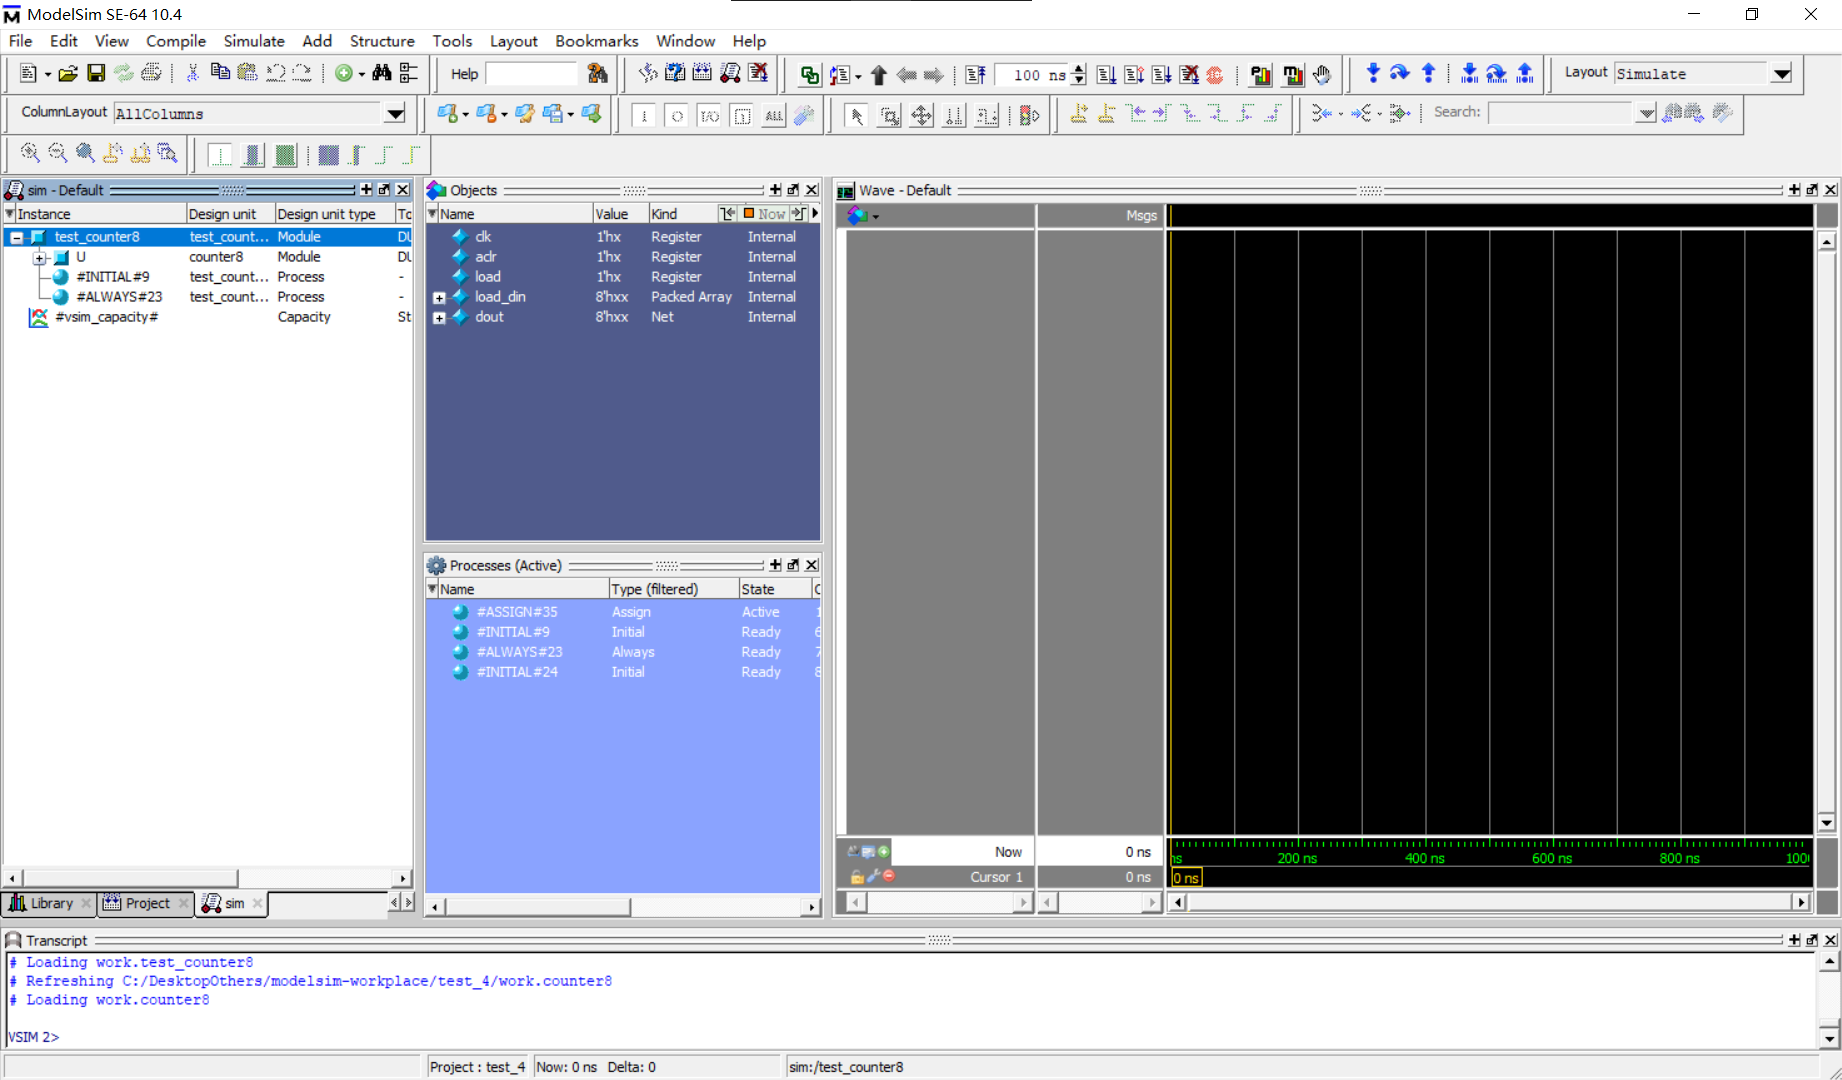 ModelSim SE-64 10.4
File Edit View Compile Simulate Add Structure Tools Layout Bookmarks Window Help
Help
100 ns
Layout Simulate
ColumnLayout AllColumns
I O I/O ALL
Search:
sim - Default
Instance Design unit Design unit type
test_counter8 test_count... Module
U counter8 Module
#INITIAL#9 test_count... Process -
#ALWAYS#23 test_count... Process -
#vsim_capacity# Capacity St
Library Project sim
Objects
Name Value Kind Now
clk 1'hx Register Internal
adr 1'hx Register Internal
load 1'hx Register Internal
load_din 8'hxx Packed Array Internal
dout 8'hxx Net Internal
Processes (Active)
Name Type (filtered) State
#ASSIGN#35 Assign Active 1
#INITIAL#9 Initial Ready 6
#ALWAYS#23 Always Ready 7
#INITIAL#24 Initial Ready 8
Wave - Default
Msgs
Now 0 ns
Cursor 1 0 ns
ns 200 ns 400 ns 600 ns 800 ns 100
0 ns
Transcript
# Loading work.test_counter8
# Refreshing C:/DesktopOthers/modelsim-workplace/test_4/work.counter8
# Loading work.counter8
VSIM 2>
Project : test_4 Now: 0 ns Delta: 0 sim:/test_counter8